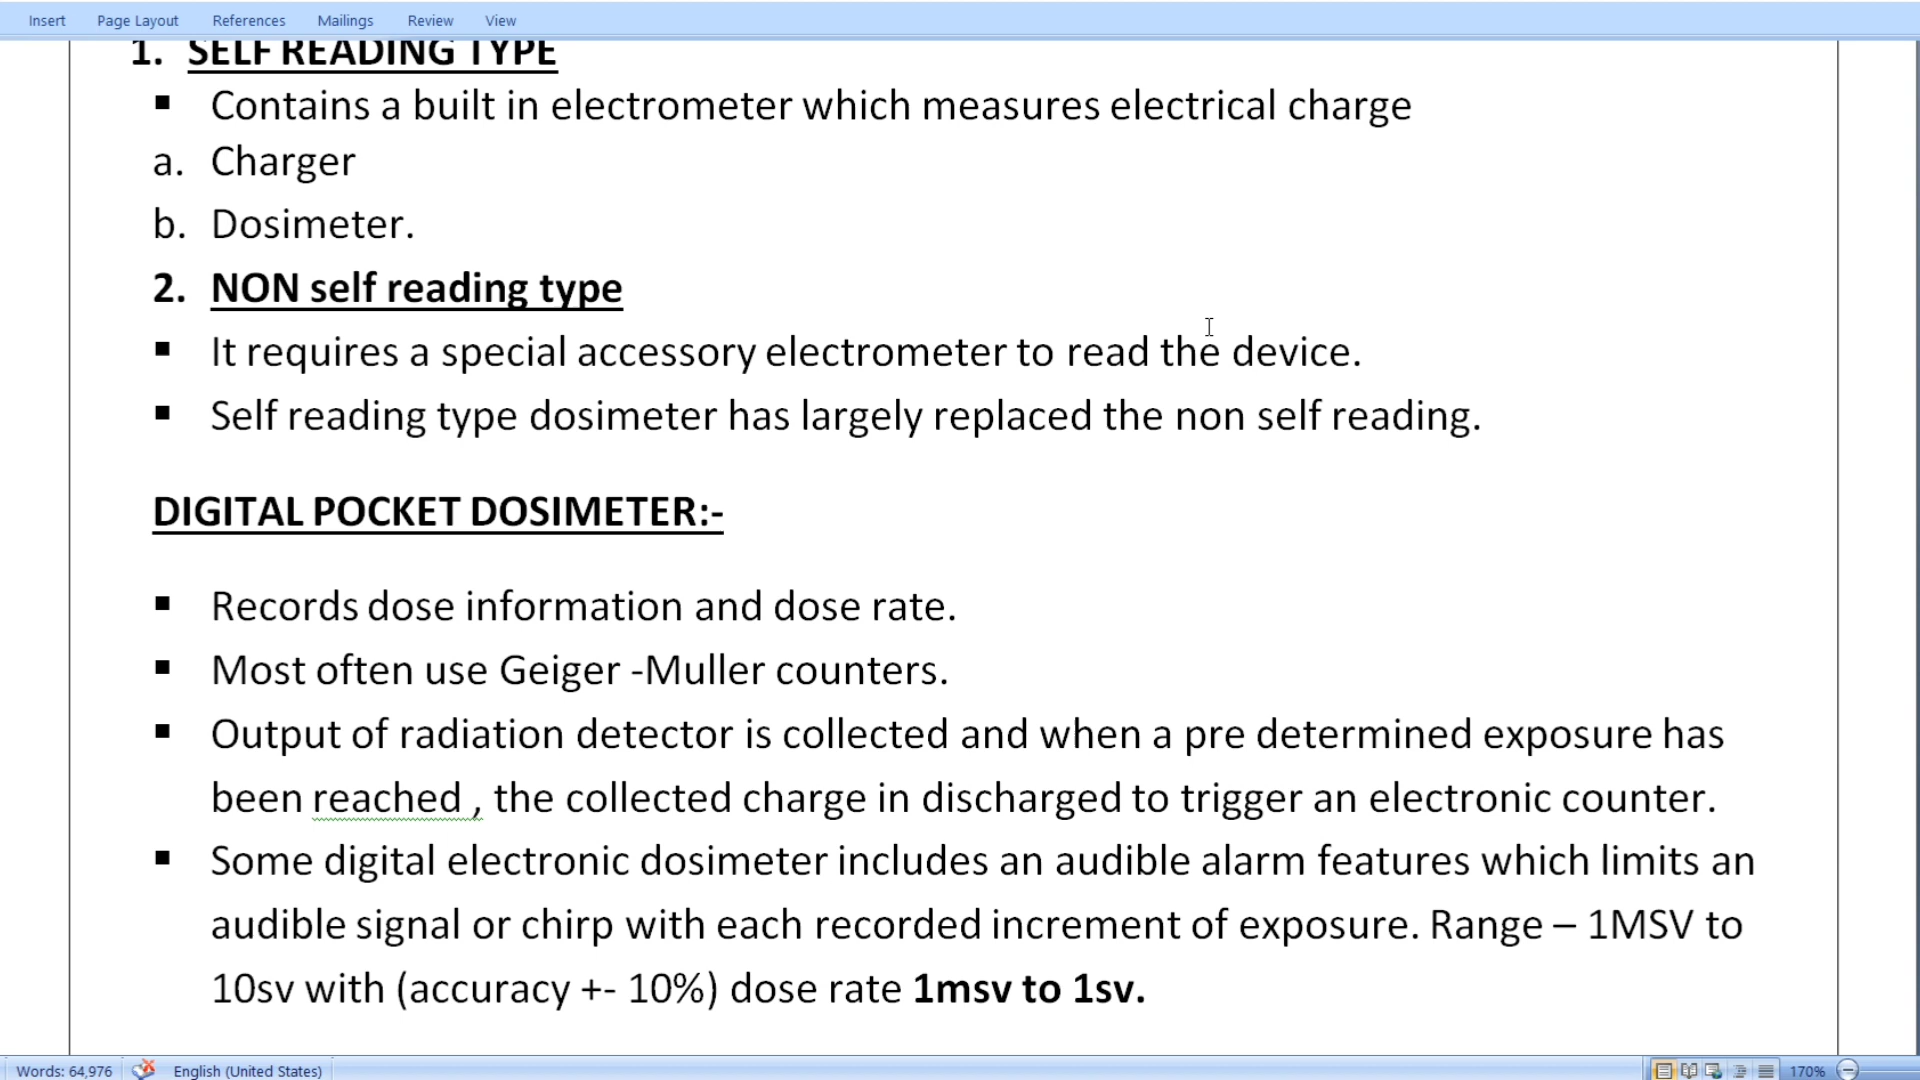 Insert Page Layout References Mailings Review View
1. SELF READING TYPE
▪ Contains a built in electrometer which measures electrical charge
a. Charger
b. Dosimeter.
2. NON self reading type
▪ It requires a special accessory electrometer to read the device.
▪ Self reading type dosimeter has largely replaced the non self reading.
DIGITAL POCKET DOSIMETER:-
▪ Records dose information and dose rate.
▪ Most often use Geiger -Muller counters.
▪ Output of radiation detector is collected and when a pre determined exposure has
been reached , the collected charge in discharged to trigger an electronic counter.
▪ Some digital electronic dosimeter includes an audible alarm features which limits an
audible signal or chirp with each recorded increment of exposure. Range – 1MSV to
10sv with (accuracy +- 10%) dose rate 1msv to 1sv.
Words: 64,976 English (United States) 170%